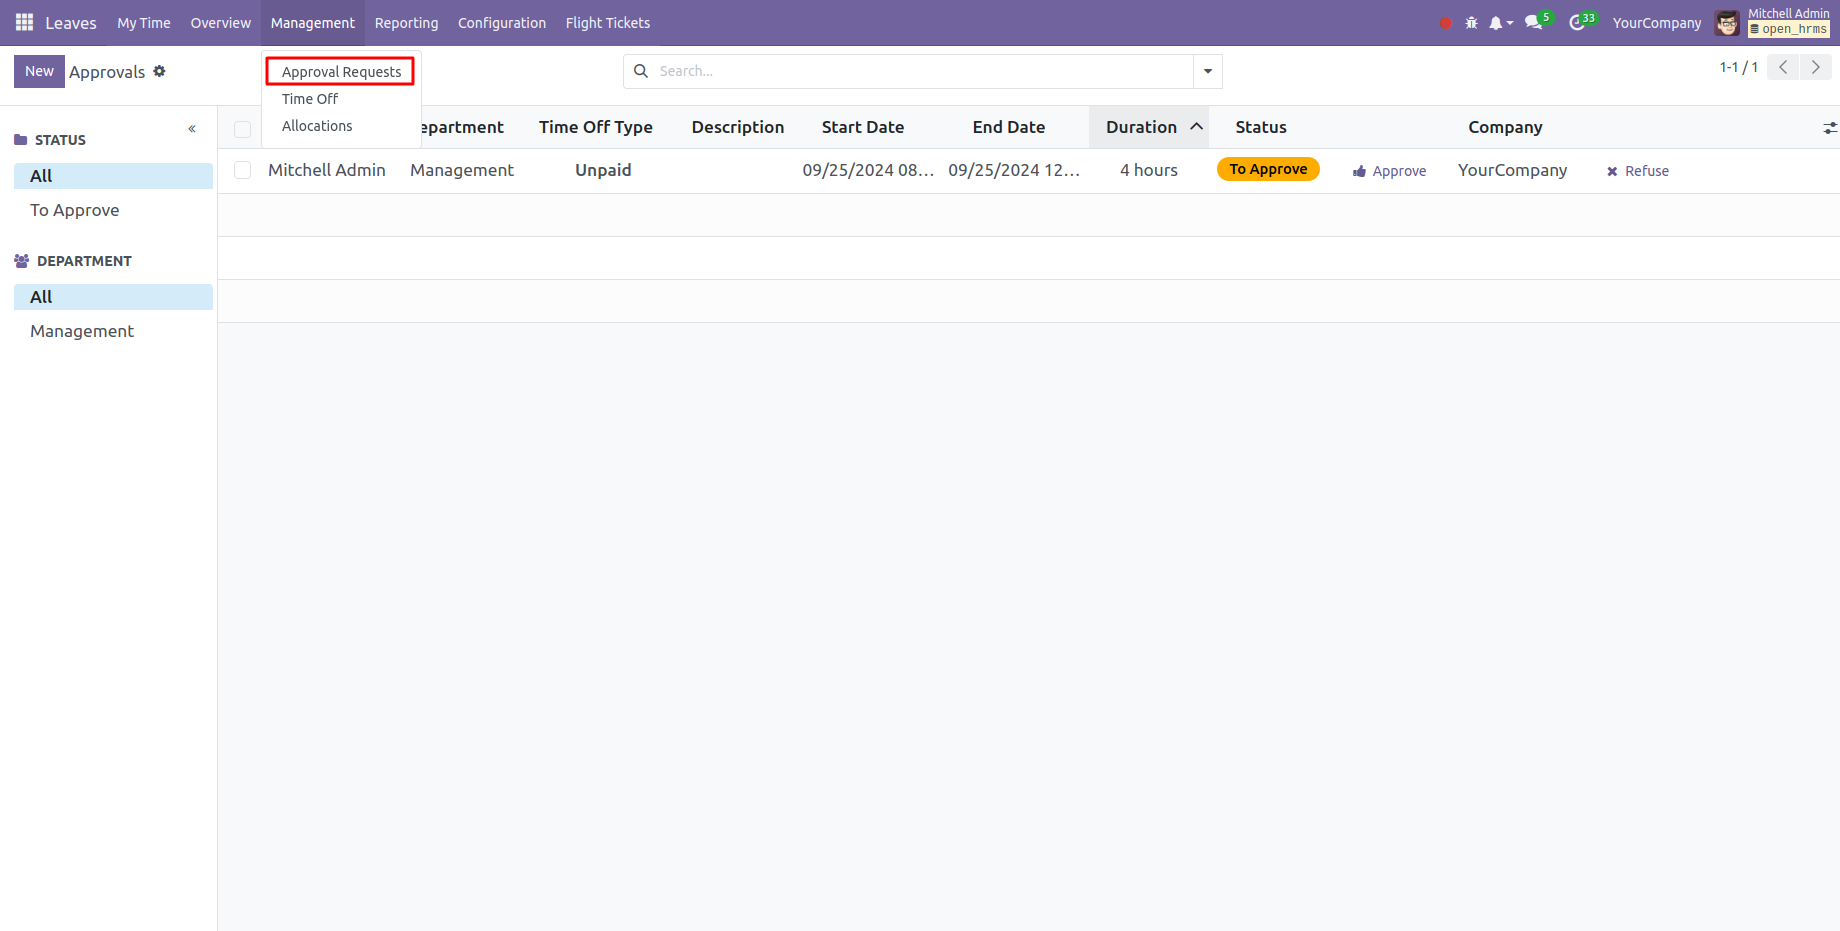 Leaves My Time Overview Management Reporting Configuration Flight Tickets 5 33 YourCompany Mitchell Admin
open_hrms
New Approvals Search... 1-1 / 1
Approval Requests
Time Off
Allocations
STATUS «
All
To Approve
DEPARTMENT
All
Management
epartment Time Off Type Description Start Date End Date Duration Status Company
Mitchell Admin Management Unpaid 09/25/2024 08... 09/25/2024 12... 4 hours To Approve Approve YourCompany Refuse